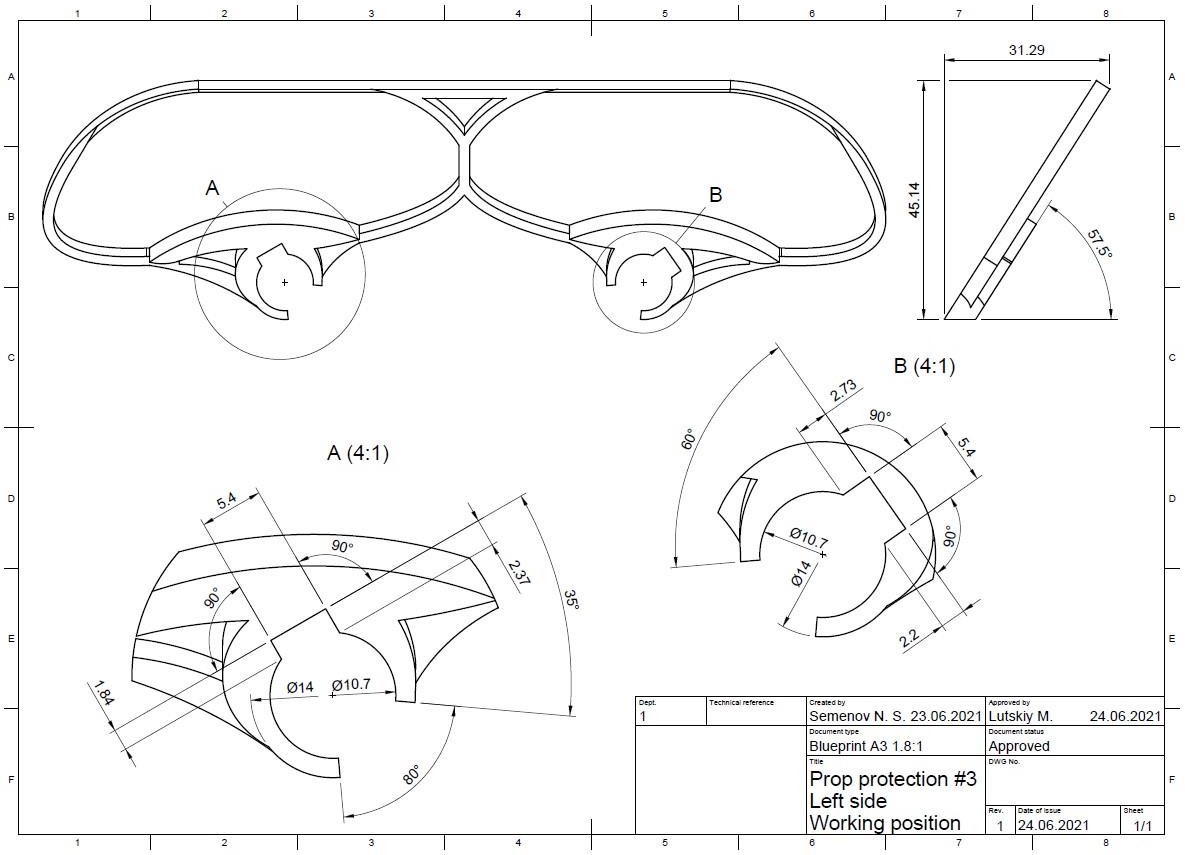 1 2 3 4 5 6 7 8
A A
31.29
A
B
45.14
B B
57.5°
C C
B (4:1)
2.73
90°
60°
5.4
A (4:1)
D D
5.4
90°
Ø10.7
90°
2.37
Ø14
90°
35°
E E
2.2
1.84
Ø14 Ø10.7
80°
F F
Dept. Technical reference Created by Approved by
1 Semenov N. S. 23.06.2021 Lutskiy M. 24.06.2021
Document type Document status
Blueprint A3 1.8:1 Approved
Title DWG No.
Prop protection #3
Left side
Working position
Rev. Date of issue Sheet
1 24.06.2021 1/1
1 2 3 4 5 6 7 8